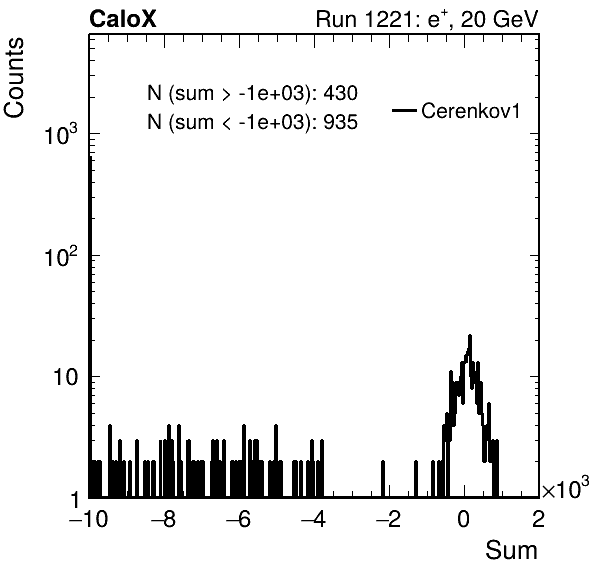 CaloX Run 1221: e⁺, 20 GeV
Counts
N (sum > -1e+03): 430
N (sum < -1e+03): 935
Cerenkov1
10³
10²
10
1
−10 −8 −6 −4 −2 0 2
×10³
Sum